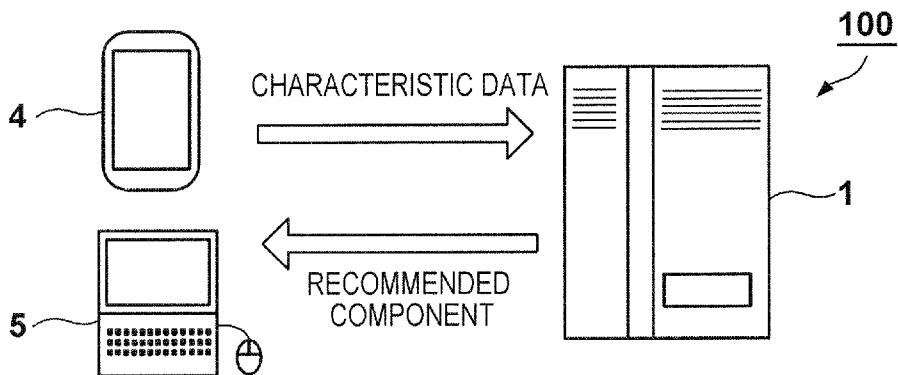 100
CHARACTERISTIC DATA
4
1
RECOMMENDED
COMPONENT
5